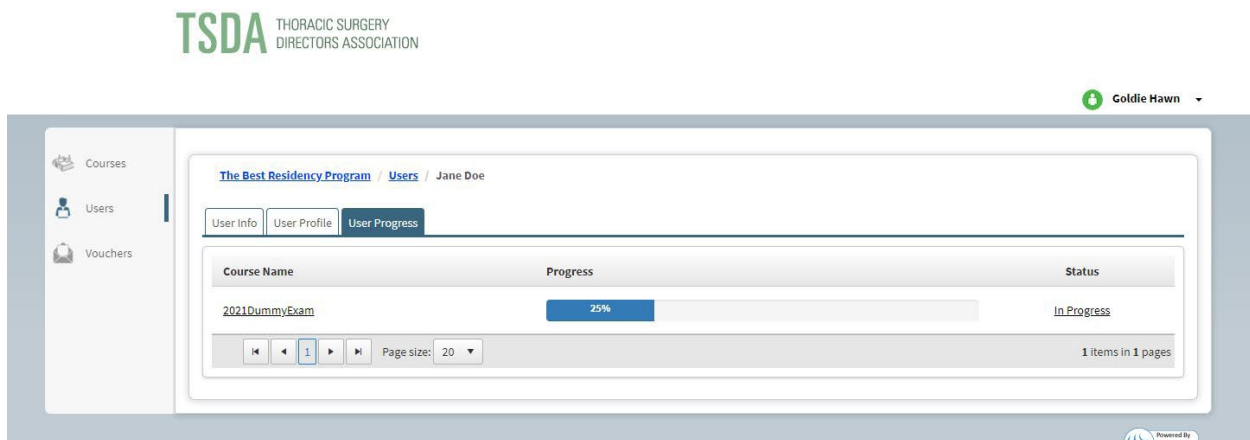 TSDA THORACIC SURGERY
DIRECTORS ASSOCIATION
Goldie Hawn
Courses
Users
Vouchers
The Best Residency Program / Users / Jane Doe
User Info User Profile User Progress
Course Name Progress Status
2021DummyExam 25% In Progress
1 Page size: 20 1 items in 1 pages
Powered By